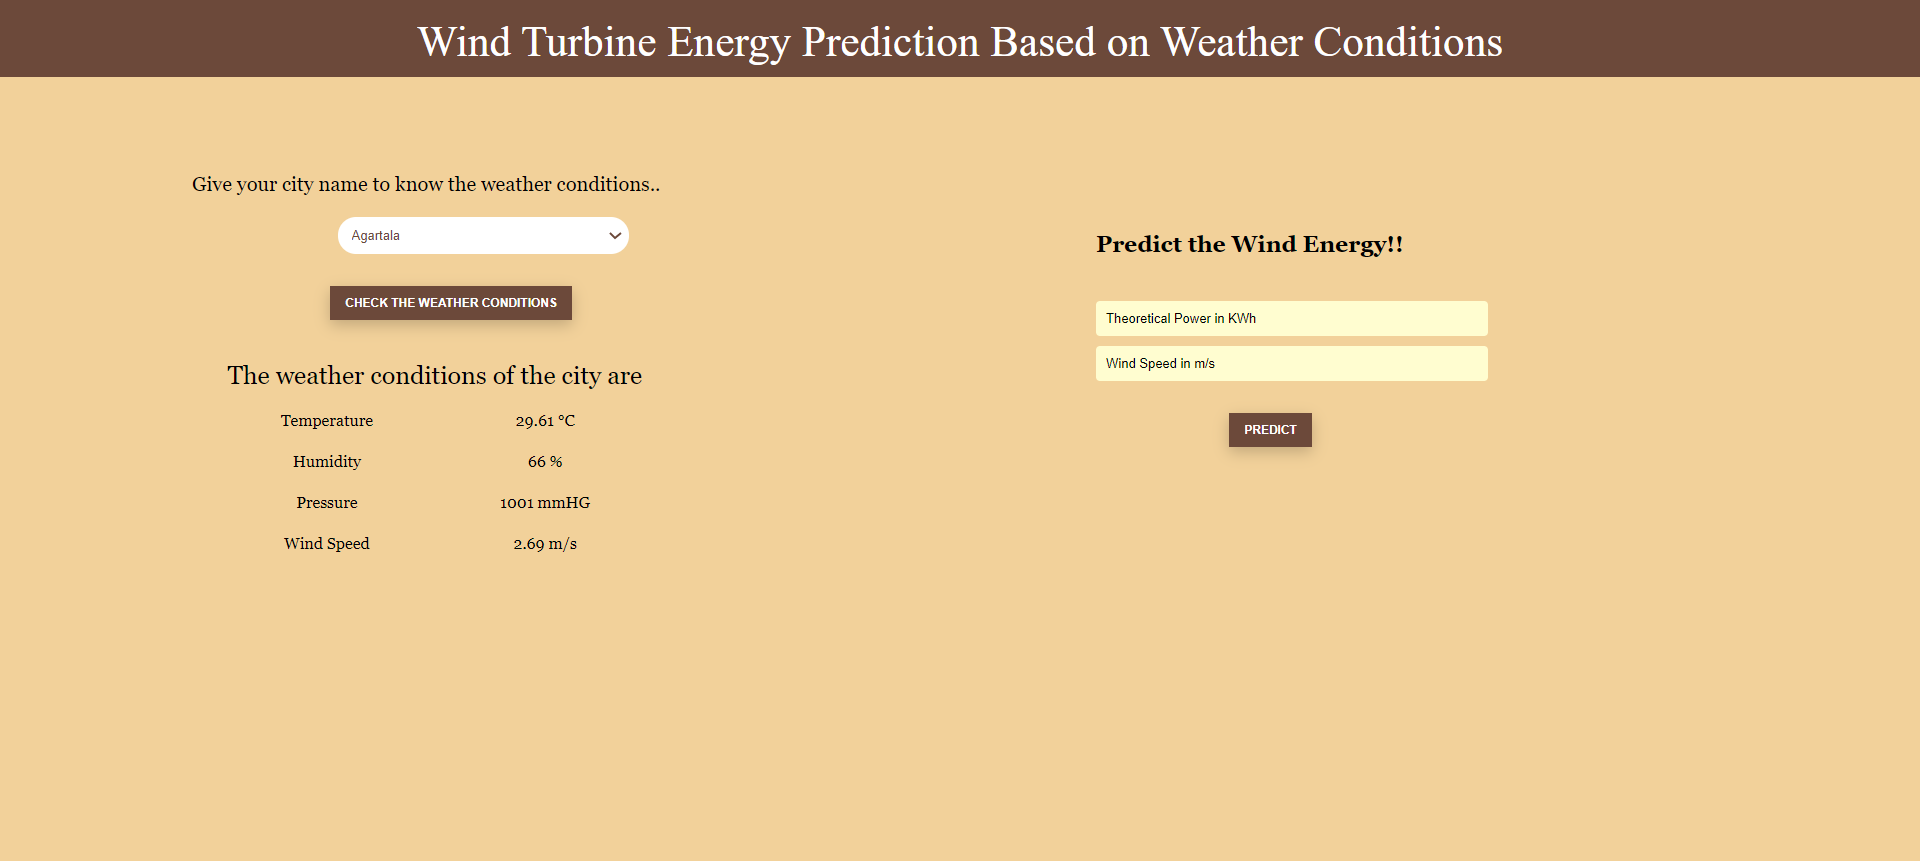 Wind Turbine Energy Prediction Based on Weather Conditions
Give your city name to know the weather conditions..
Agartala
CHECK THE WEATHER CONDITIONS
The weather conditions of the city are
Temperature 29.61 °C
Humidity 66 %
Pressure 1001 mmHG
Wind Speed 2.69 m/s
Predict the Wind Energy!!
Theoretical Power in KWh
Wind Speed in m/s
PREDICT